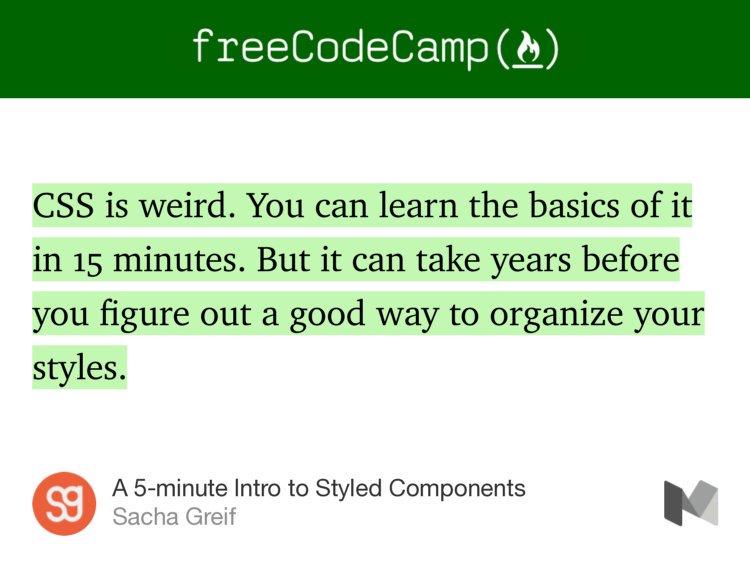 freeCodeCamp()
CSS is weird. You can learn the basics of it
in 15 minutes. But it can take years before
you figure out a good way to organize your
styles.
sg
A 5-minute Intro to Styled Components
Sacha Greif
M